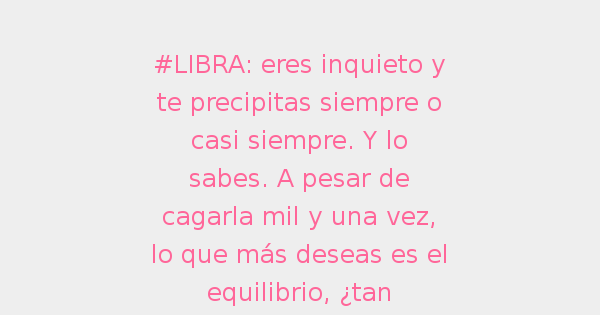 #LIBRA: eres inquieto y
te precipitas siempre o
casi siempre. Y lo
sabes. A pesar de
cagarla mil y una vez,
lo que más deseas es el
equilibrio, ¿tan